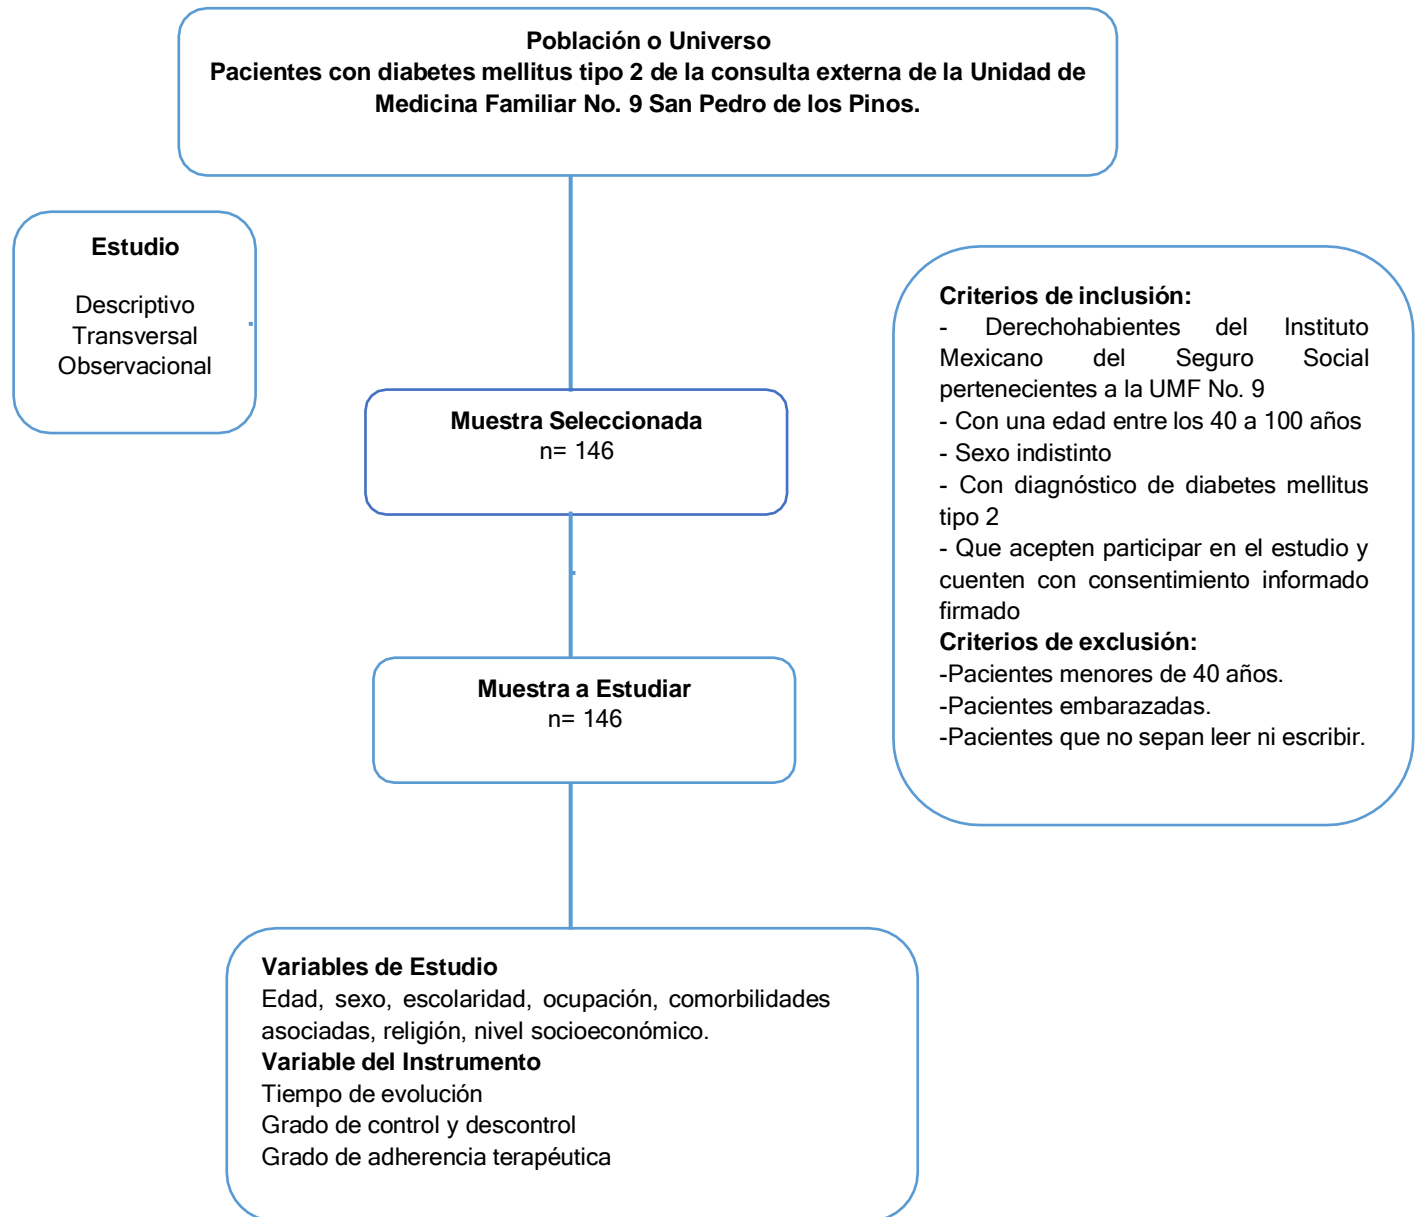 Población o Universo
Pacientes con diabetes mellitus tipo 2 de la consulta externa de la Unidad de
Medicina Familiar No. 9 San Pedro de los Pinos.
Estudio
Descriptivo
Transversal
Observacional
Criterios de inclusión:
- Derechohabientes del Instituto
Mexicano del Seguro Social
pertenecientes a la UMF No. 9
- Con una edad entre los 40 a 100 años
- Sexo indistinto
- Con diagnóstico de diabetes mellitus
tipo 2
- Que acepten participar en el estudio y
cuenten con consentimiento informado
firmado
Criterios de exclusión:
-Pacientes menores de 40 años.
-Pacientes embarazadas.
-Pacientes que no sepan leer ni escribir.
Muestra Seleccionada
n= 146
Muestra a Estudiar
n= 146
Variables de Estudio
Edad, sexo, escolaridad, ocupación, comorbilidades
asociadas, religión, nivel socioeconómico.
Variable del Instrumento
Tiempo de evolución
Grado de control y descontrol
Grado de adherencia terapéutica